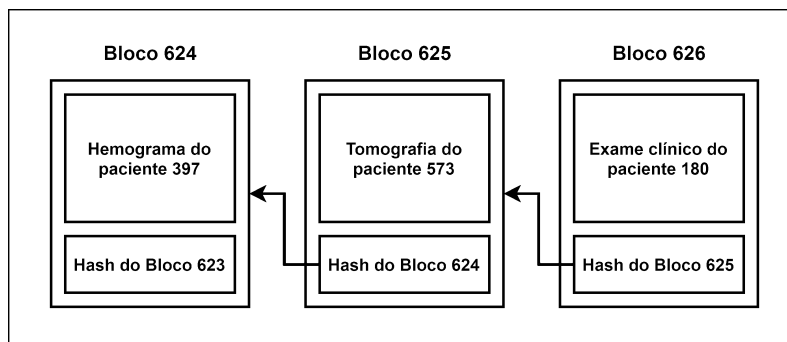 Bloco 624
Bloco 625
Bloco 626
Hemograma do
paciente 397
Tomografia do
paciente 573
Exame clínico do
paciente 180
Hash do Bloco 623
Hash do Bloco 624
Hash do Bloco 625